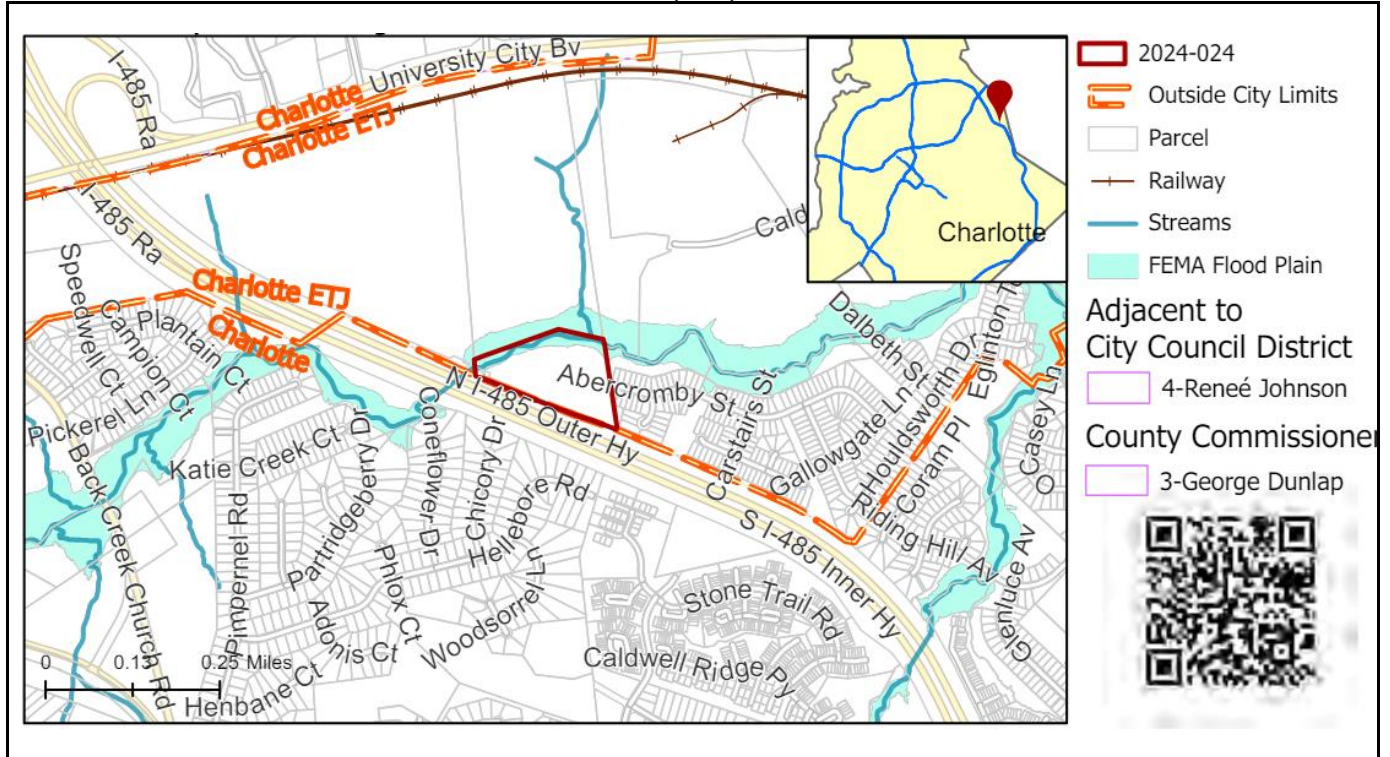 I-485 Ra
University City Bv
Charlotte
Charlotte ETJ
I-485 Ra
Cald
Charlotte
Speedwell Ct
Campion Ct
Plantain Ct
Charlotte ETJ
Charlotte
Pickerel Ln
Back Creek Church Rd
Katie Creek Ct
Pimpernel Rd
Partridgeberry Dr
Adonis Ct
Phlox Ct
Coneflower Dr
Chicory Dr
Hellebore Rd
Woodsorrel Ln
Henbane Ct
N I-485 Outer Hy
Abercromby St
Carstairs St
Dalbeth St
Gallowgate Ln
Houldsworth Dr
Coram Pl
Eglinton
Riding Hill Av
Casey Ln
Glenluce Av
S I-485 Inner Hy
Stone Trail Rd
Caldwell Ridge Py
0 0.13 0.25 Miles
2024-024
Outside City Limits
Parcel
Railway
Streams
FEMA Flood Plain
Adjacent to
City Council District
4-Reneé Johnson
County Commissioner
3-George Dunlap